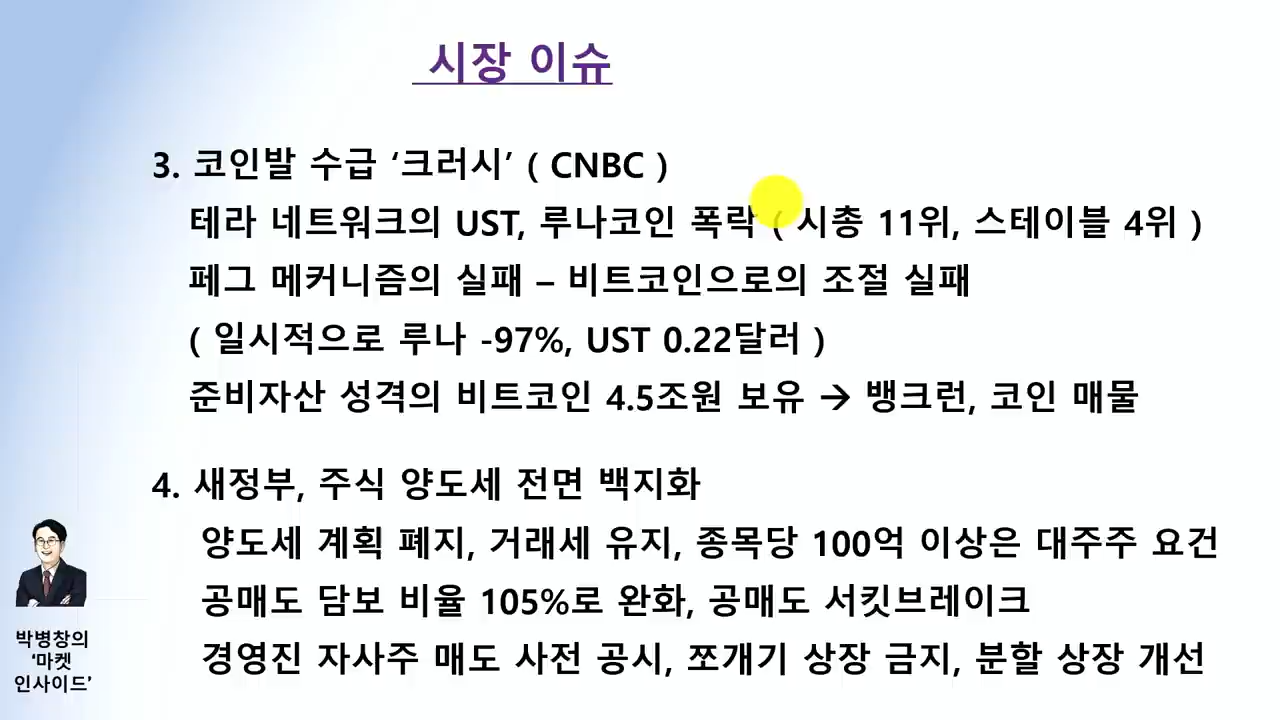 시장 이슈
3. 코인발 수급 ‘크러시’ ( CNBC )
테라 네트워크의 UST, 루나코인 폭락 ( 시총 11위, 스테이블 4위 )
페그 메커니즘의 실패 – 비트코인으로의 조절 실패
( 일시적으로 루나 -97%, UST 0.22달러 )
준비자산 성격의 비트코인 4.5조원 보유 → 뱅크런, 코인 매물
4. 새정부, 주식 양도세 전면 백지화
양도세 계획 폐지, 거래세 유지, 종목당 100억 이상은 대주주 요건
공매도 담보 비율 105%로 완화, 공매도 서킷브레이크
경영진 자사주 매도 사전 공시, 쪼개기 상장 금지, 분할 상장 개선
박병창의
‘마켓
인사이드’